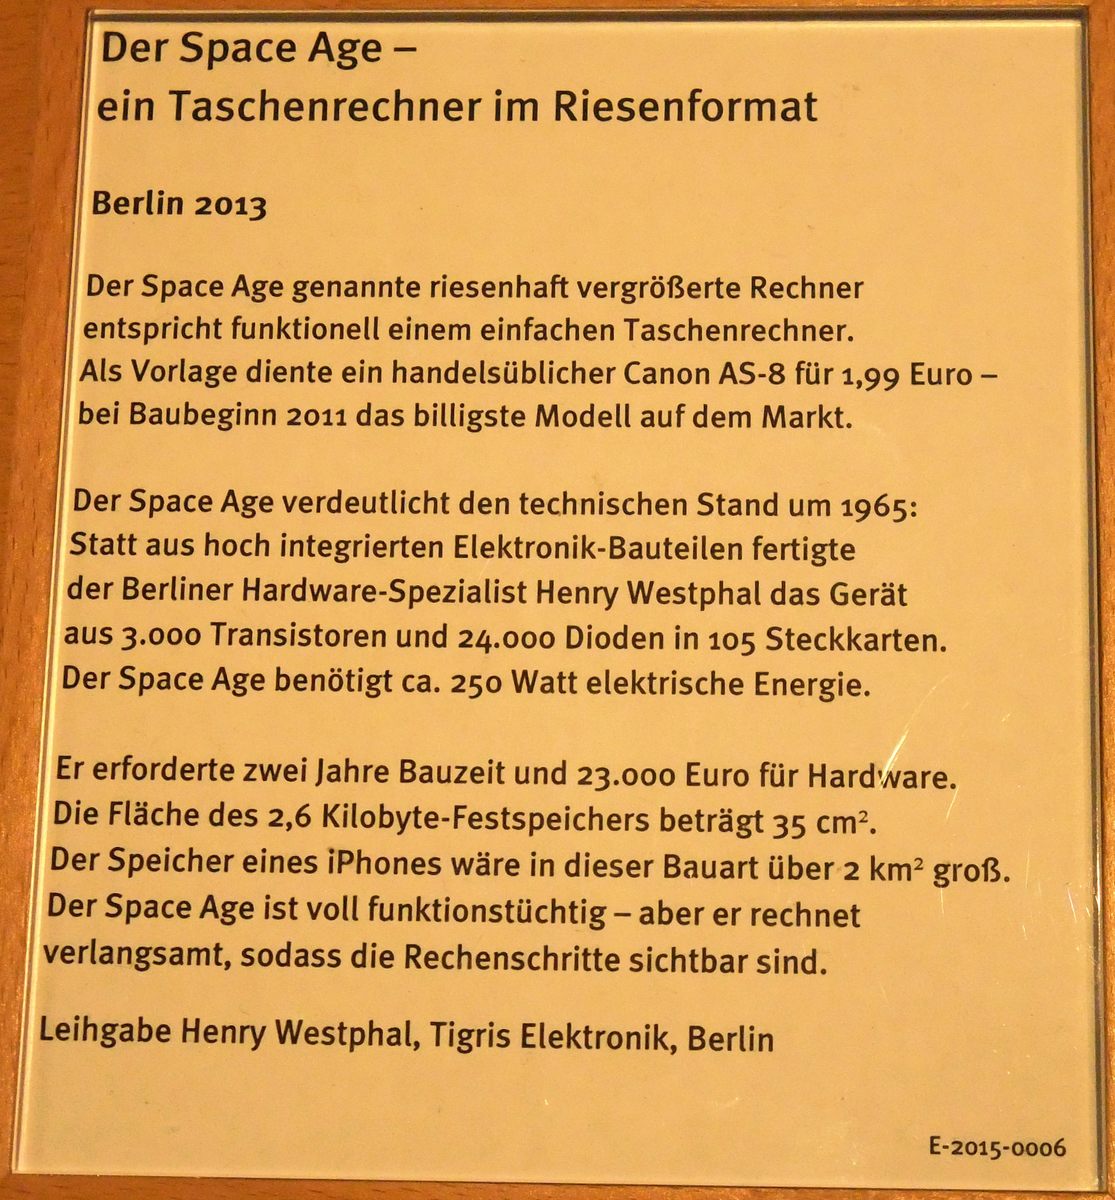 Der Space Age –
ein Taschenrechner im Riesenformat
Berlin 2013
Der Space Age genannte riesenhaft vergrößerte Rechner
entspricht funktionell einem einfachen Taschenrechner.
Als Vorlage diente ein handelsüblicher Canon AS-8 für 1,99 Euro –
bei Baubeginn 2011 das billigste Modell auf dem Markt.
Der Space Age verdeutlicht den technischen Stand um 1965:
Statt aus hoch integrierten Elektronik-Bauteilen fertigte
der Berliner Hardware-Spezialist Henry Westphal das Gerät
aus 3.000 Transistoren und 24.000 Dioden in 105 Steckkarten.
Der Space Age benötigt ca. 250 Watt elektrische Energie.
Er erforderte zwei Jahre Bauzeit und 23.000 Euro für Hardware.
Die Fläche des 2,6 Kilobyte-Festspeichers beträgt 35 cm².
Der Speicher eines iPhones wäre in dieser Bauart über 2 km² groß.
Der Space Age ist voll funktionstüchtig – aber er rechnet
verlangsamt, sodass die Rechenschritte sichtbar sind.
Leihgabe Henry Westphal, Tigris Elektronik, Berlin
E-2015-0006